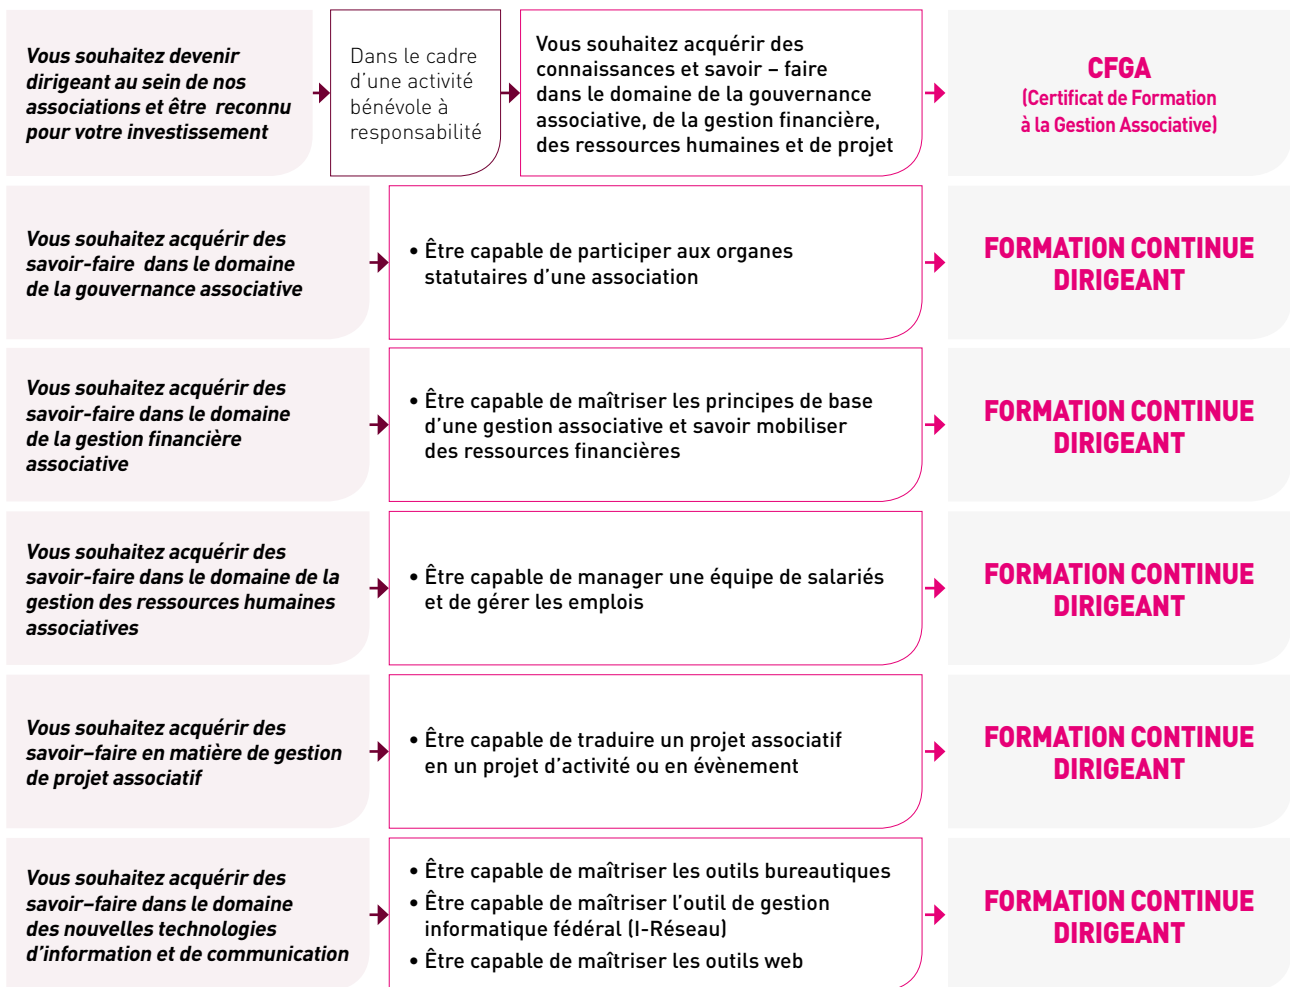 Vous souhaitez devenir
dirigeant au sein de nos
associations et être reconnu
pour votre investissement
Dans le cadre
d’une activité
bénévole à
responsabilité
Vous souhaitez acquérir des
connaissances et savoir – faire
dans le domaine de la gouvernance
associative, de la gestion financière,
des ressources humaines et de projet
CFGA
(Certificat de Formation
à la Gestion Associative)
Vous souhaitez acquérir des
savoir-faire dans le domaine
de la gouvernance associative
• Être capable de participer aux organes
statutaires d’une association
FORMATION CONTINUE
DIRIGEANT
Vous souhaitez acquérir des
savoir-faire dans le domaine
de la gestion financière
associative
• Être capable de maîtriser les principes de base
d’une gestion associative et savoir mobiliser
des ressources financières
FORMATION CONTINUE
DIRIGEANT
Vous souhaitez acquérir des
savoir-faire dans le domaine de la
gestion des ressources humaines
associatives
• Être capable de manager une équipe de salariés
et de gérer les emplois
FORMATION CONTINUE
DIRIGEANT
Vous souhaitez acquérir des
savoir–faire en matière de gestion
de projet associatif
• Être capable de traduire un projet associatif
en un projet d’activité ou en évènement
FORMATION CONTINUE
DIRIGEANT
Vous souhaitez acquérir des
savoir–faire dans le domaine
des nouvelles technologies
d’information et de communication
• Être capable de maîtriser les outils bureautiques
• Être capable de maîtriser l’outil de gestion
informatique fédéral (I-Réseau)
• Être capable de maîtriser les outils web
FORMATION CONTINUE
DIRIGEANT